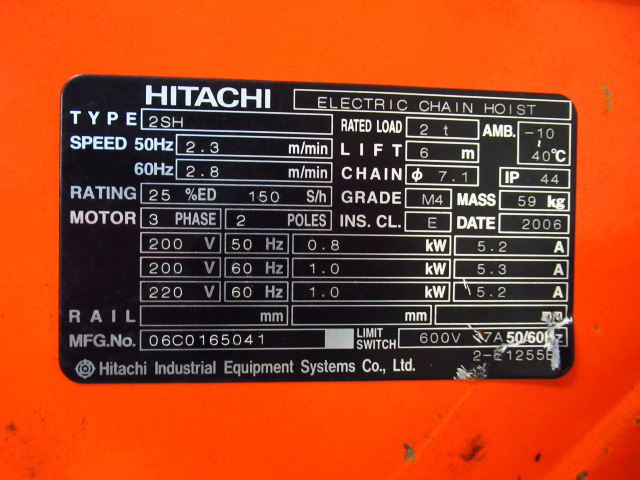 HITACHI ELECTRIC CHAIN HOIST
TYPE 2SH RATED LOAD 2 t AMB. -10 ~ 40℃
SPEED 50Hz 2.3 m/min LIFT 6 m
60Hz 2.8 m/min CHAIN φ 7.1 IP 44
RATING 25 %ED 150 S/h GRADE M4 MASS 59 kg
MOTOR 3 PHASE 2 POLES INS. CL. E DATE 2006
200 V 50 Hz 0.8 kW 5.2 A
200 V 60 Hz 1.0 kW 5.3 A
220 V 60 Hz 1.0 kW 5.2 A
RAIL mm mm mm
MFG.No. 06C0165041 LIMIT SWITCH 600V 50/60Hz
Hitachi Industrial Equipment Systems Co., Ltd.